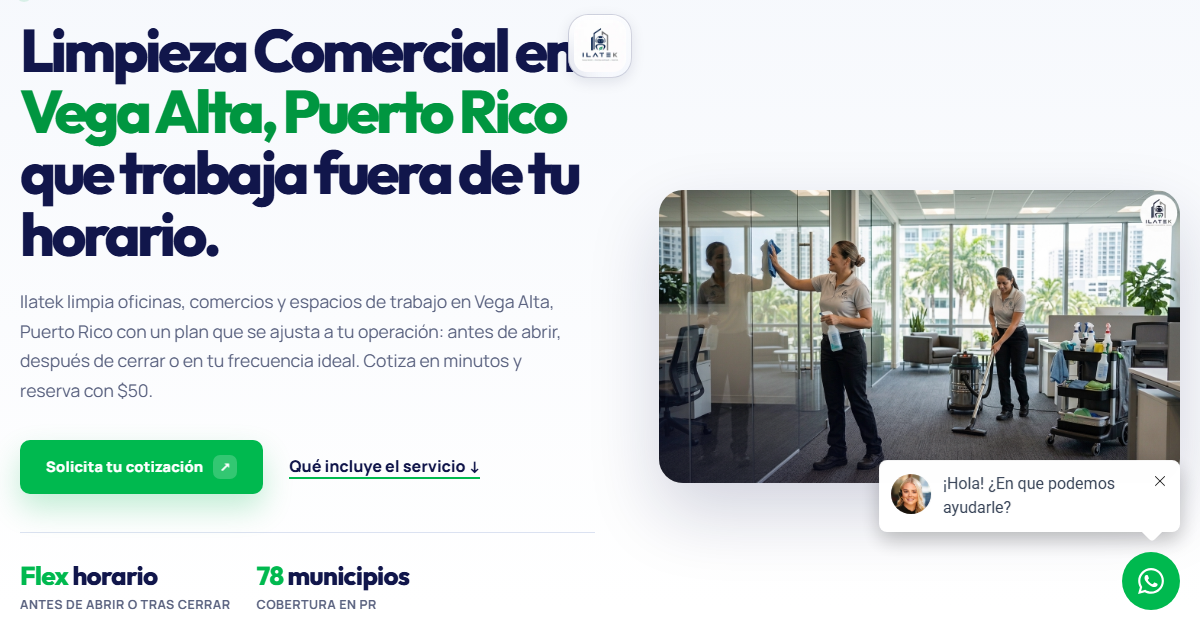 Limpieza Comercial en
ILATEK
Vega Alta, Puerto Rico
que trabaja fuera de tu
horario.
Ilatek limpia oficinas, comercios y espacios de trabajo en Vega Alta,
Puerto Rico con un plan que se ajusta a tu operación: antes de abrir,
después de cerrar o en tu frecuencia ideal. Cotiza en minutos y
reserva con $50.
Solicita tu cotización ↗
Qué incluye el servicio ↓
Flex horario
ANTES DE ABRIR O TRAS CERRAR
78 municipios
COBERTURA EN PR
ILATEK
¡Hola! ¿En que podemos
ayudarle?